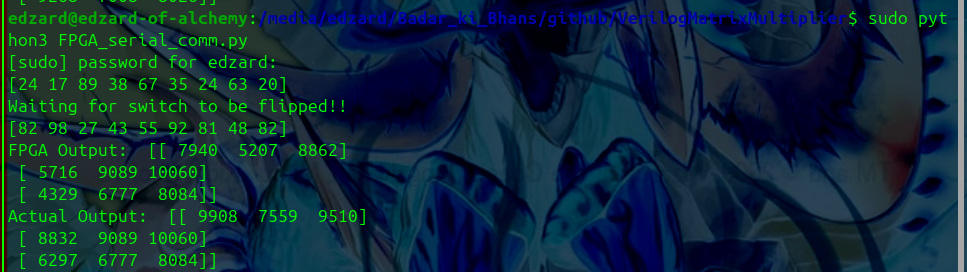 edzard@edzard-of-alchemy:/media/edzard/Badar_ki_Bhans/github/VerilogMatrixMultiplier$ sudo pyt
hon3 FPGA_serial_comm.py
[sudo] password for edzard:
[24 17 89 38 67 35 24 63 20]
Waiting for switch to be flipped!!
[82 98 27 43 55 92 81 48 82]
FPGA Output:  [[ 7940  5207  8862]
 [ 5716  9089 10060]
 [ 4329  6777  8084]]
Actual Output:  [[ 9908  7559  9510]
 [ 8832  9089 10060]
 [ 6297  6777  8084]]